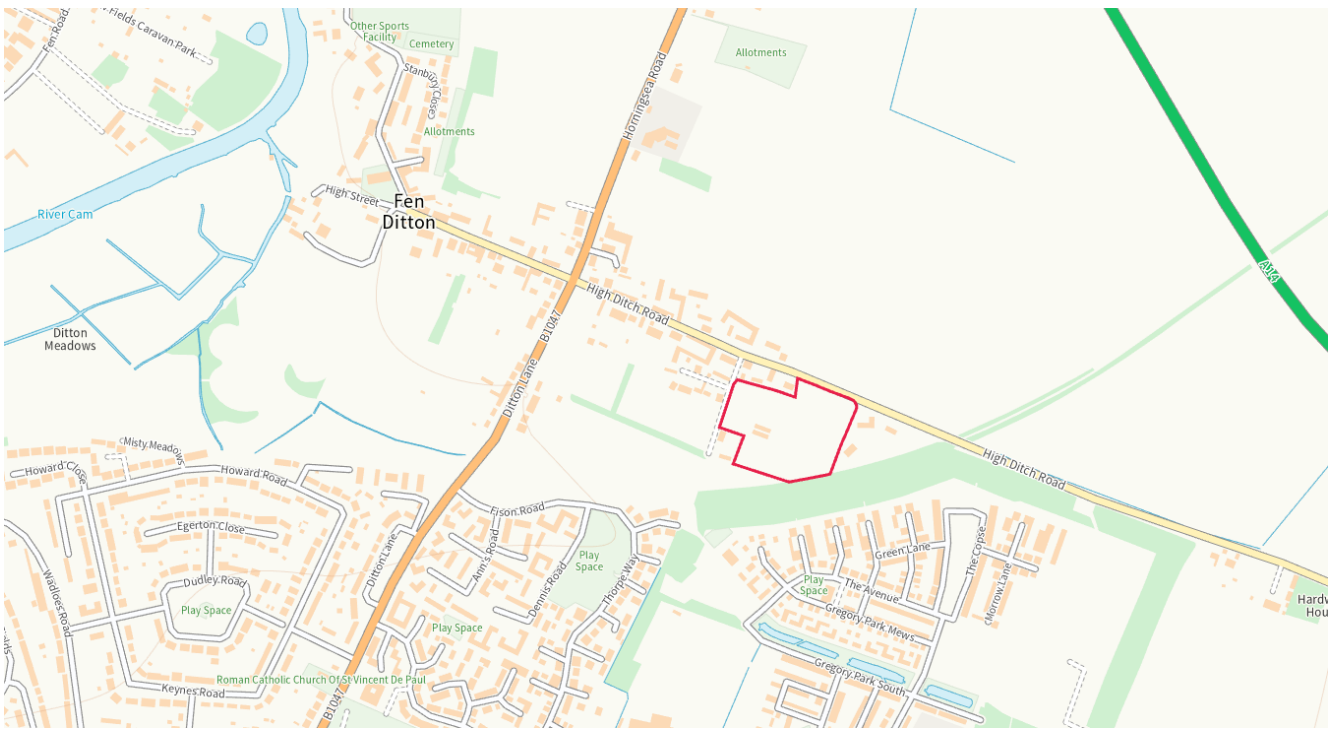 Fen Road
Fields Caravan Park
Other Sports
Facility
Cemetery
Stanbury Close
Allotments
Horningsea Road
Allotments
A14
High Street
Fen
Ditton
River Cam
Ditton
Meadows
High Ditch Road
B1047
Ditton Lane
High Ditch Road
Misty Meadows
Howard Close
Howard Road
Egerton Close
Dudley Road
Play Space
Wadloes Road
Keynes Road
Ditton Lane
Fison Road
Ann's Road
Dennis Road
Play
Space
Thorpe Way
Play Space
Roman Catholic Church Of St Vincent De Paul
B1047
Green Lane
The Copse
Morrow Lane
Play
Space
The Avenue
Gregory Park Mews
Gregory Park South
Hardw
Hou